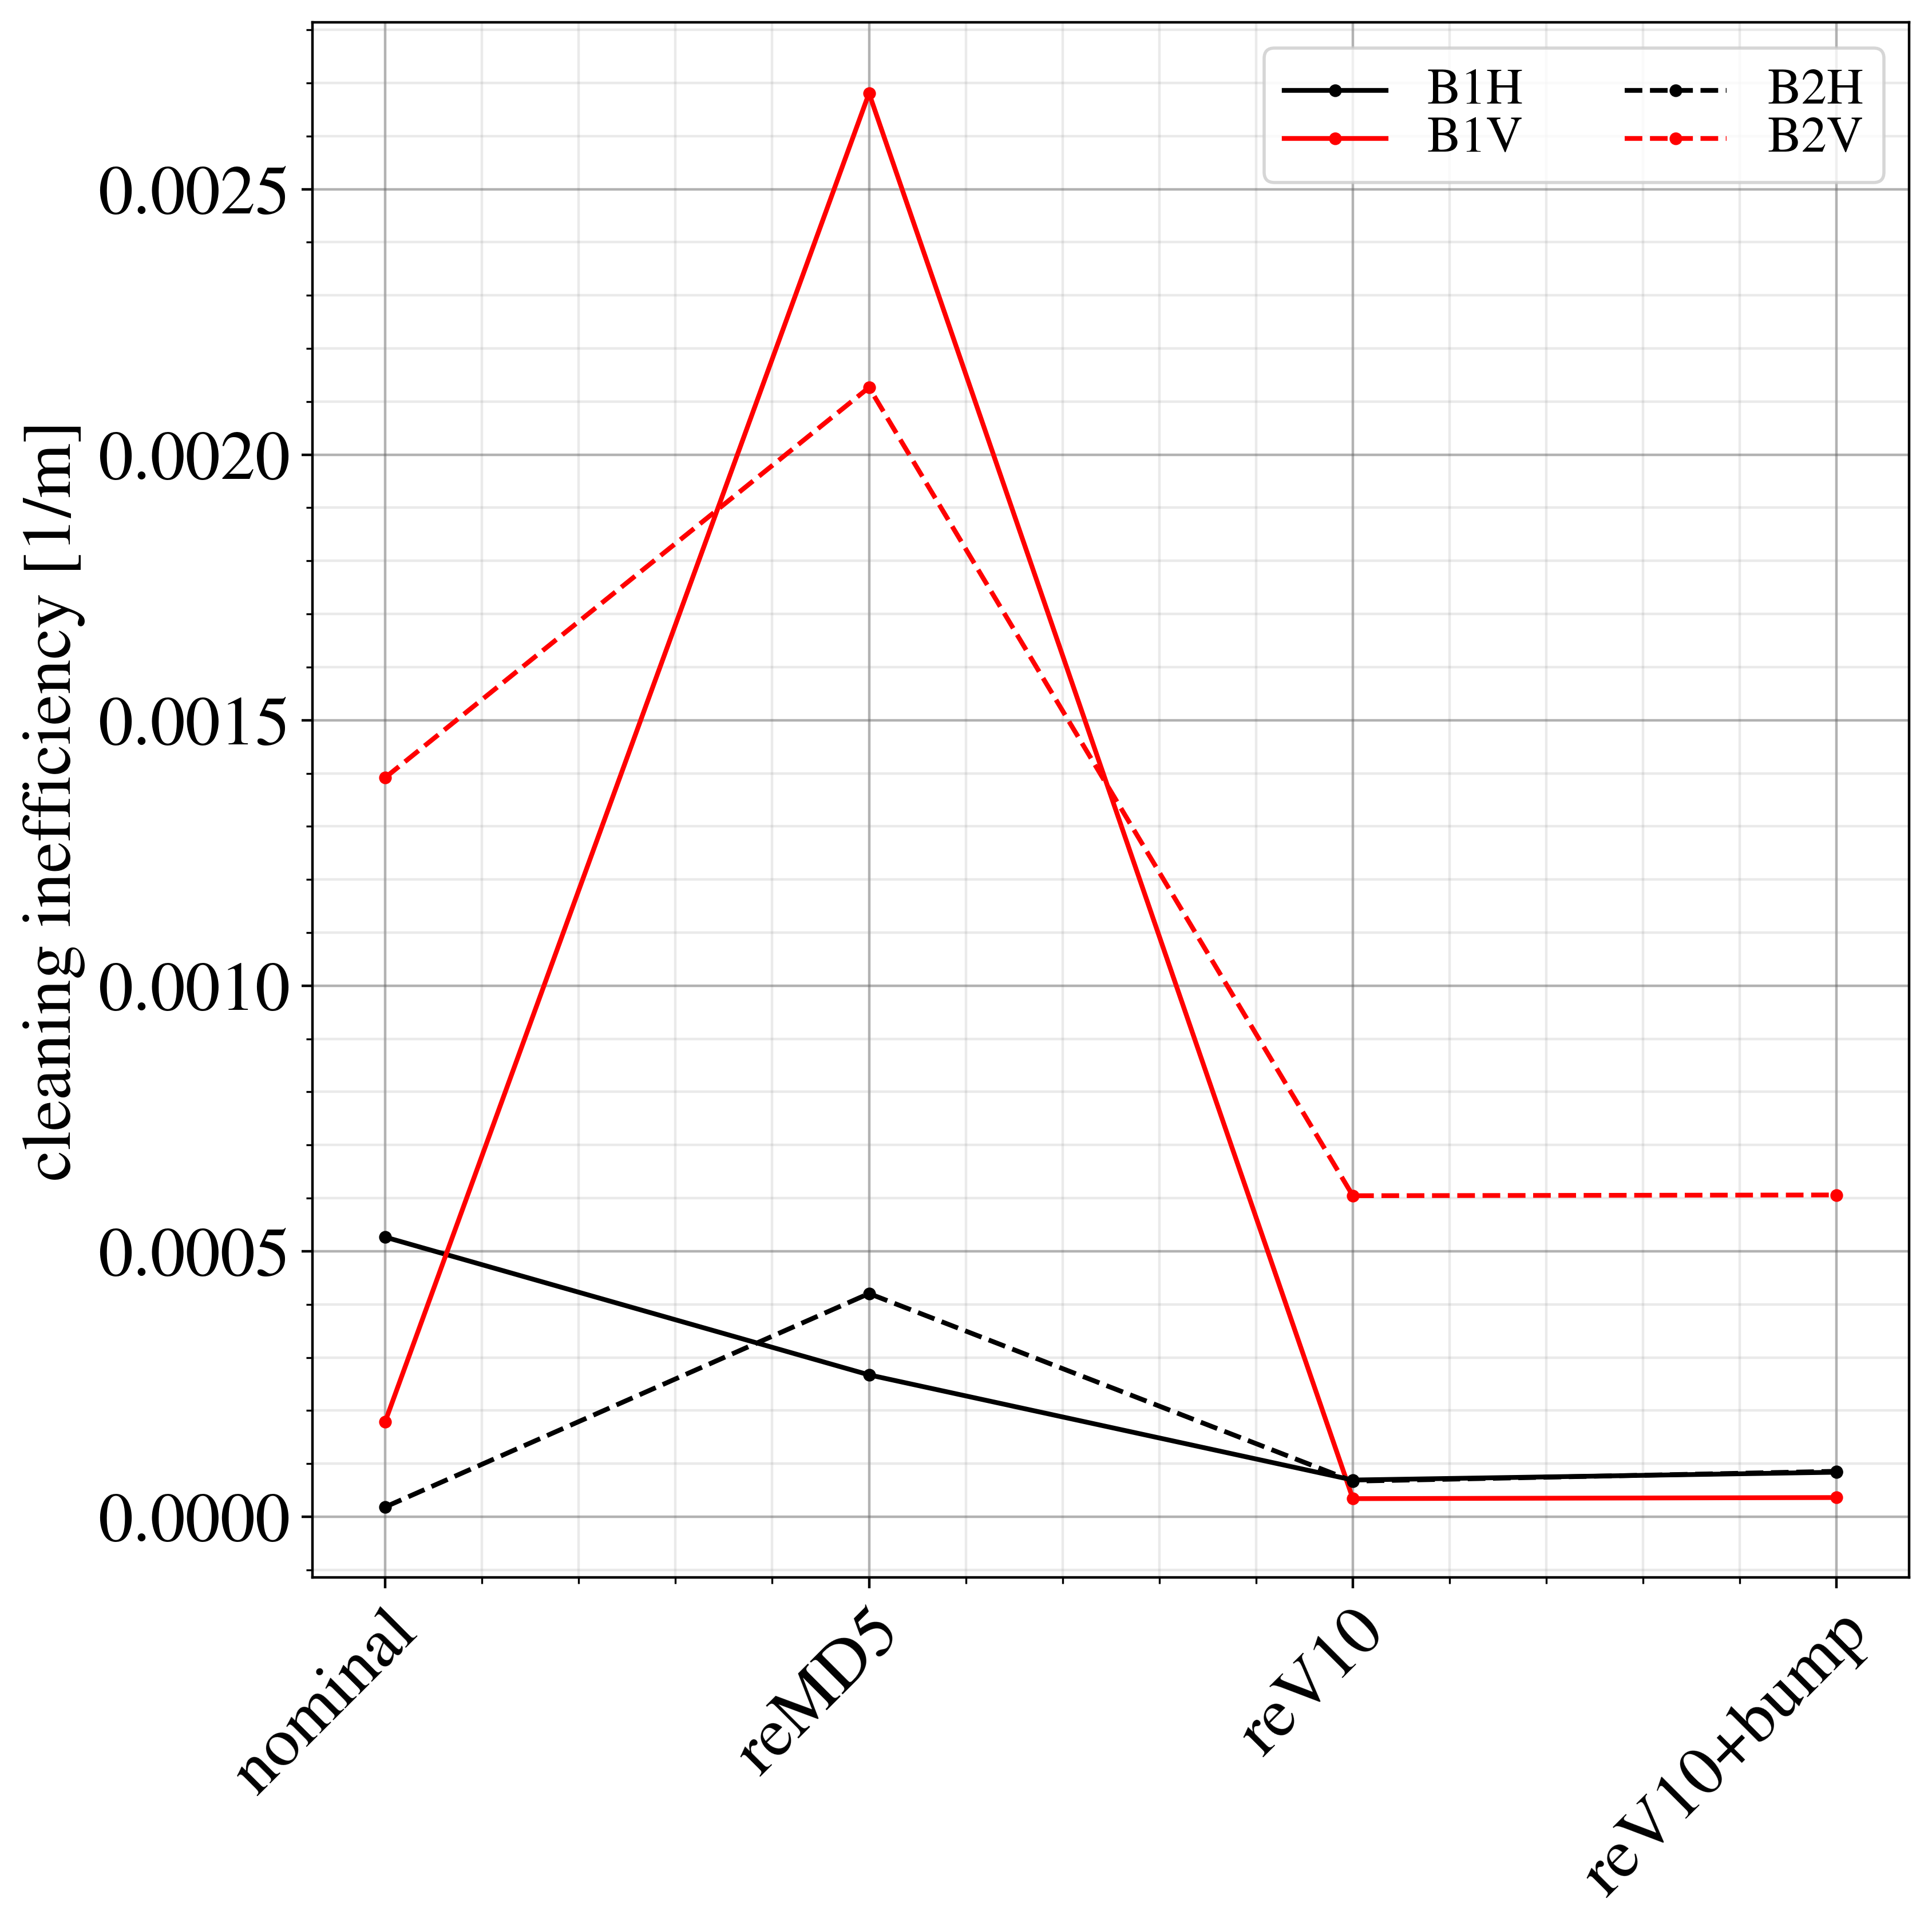 B1H
B1V
B2H
B2V
cleaning inefficiency [1/m]
0.0025
0.0020
0.0015
0.0010
0.0005
0.0000
nominal
reMD5
reV10
reV10+bump